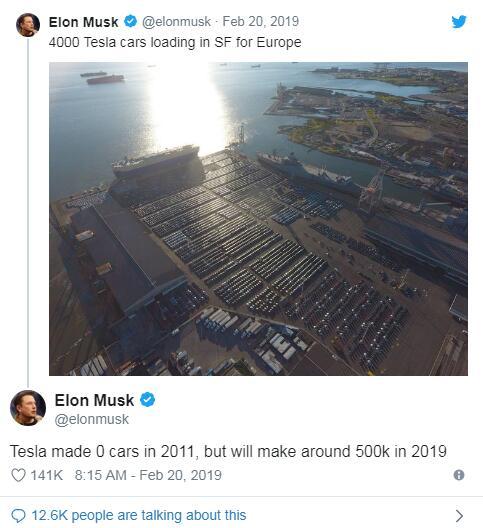 Elon Musk @elonmusk · Feb 20, 2019
4000 Tesla cars loading in SF for Europe
Elon Musk
@elonmusk
Tesla made 0 cars in 2011, but will make around 500k in 2019
141K 8:15 AM - Feb 20, 2019
12.6K people are talking about this